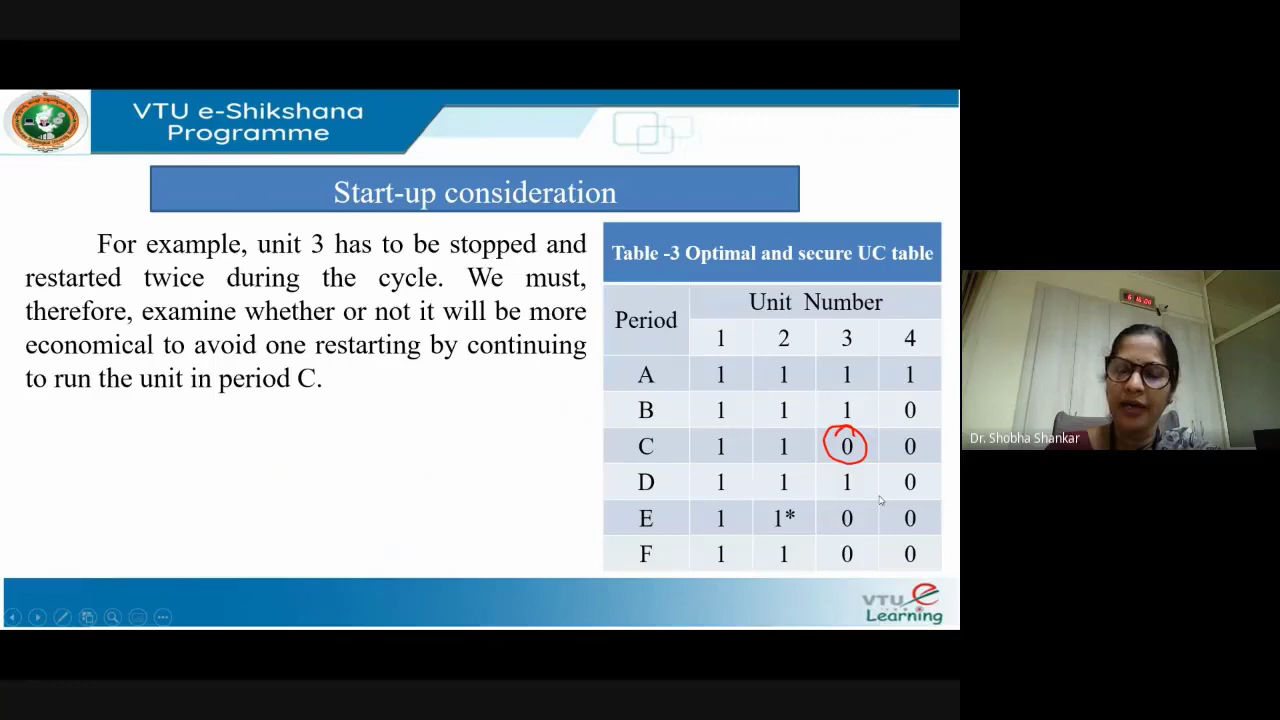 VTU e-Shikshana
Programme
Start-up consideration
For example, unit 3 has to be stopped and
restarted twice during the cycle. We must,
therefore, examine whether or not it will be more
economical to avoid one restarting by continuing
to run the unit in period C.
Table -3 Optimal and secure UC table
Period Unit Number
1 2 3 4
A 1 1 1 1
B 1 1 1 0
C 1 1 0 0
D 1 1 1 0
E 1 1* 0 0
F 1 1 0 0
VTU
Learning
Dr. Shobha Shankar